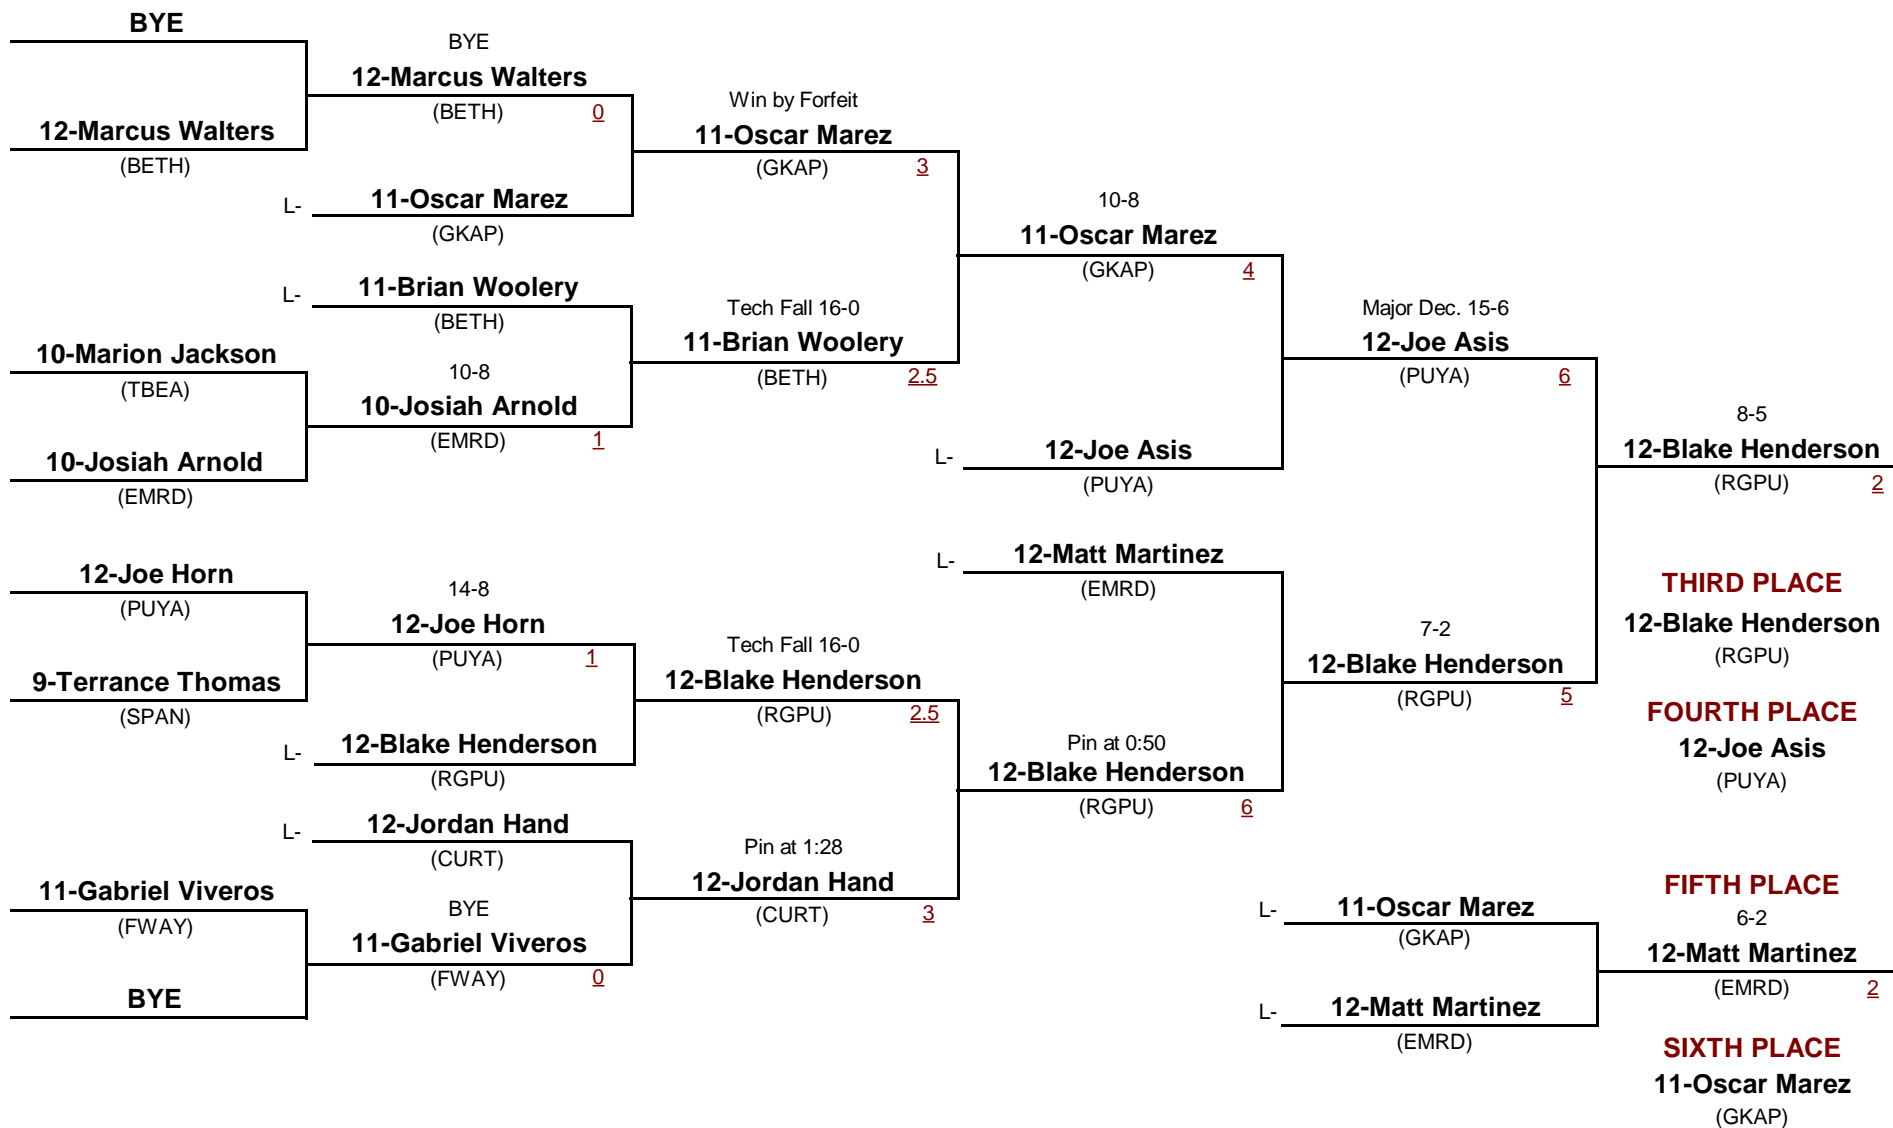 BYE
12-Marcus Walters
(BETH)
10-Marion Jackson
(TBEA)
10-Josiah Arnold
(EMRD)
12-Joe Horn
(PUYA)
9-Terrance Thomas
(SPAN)
11-Gabriel Viveros
(FWAY)
BYE
BYE
12-Marcus Walters
(BETH) 0
L- 11-Oscar Marez
(GKAP)
L- 11-Brian Woolery
(BETH)
10-8
10-Josiah Arnold
(EMRD) 1
14-8
12-Joe Horn
(PUYA) 1
L- 12-Blake Henderson
(RGPU)
L- 12-Jordan Hand
(CURT)
BYE
11-Gabriel Viveros
(FWAY) 0
Win by Forfeit
11-Oscar Marez
(GKAP) 3
Tech Fall 16-0
11-Brian Woolery
(BETH) 2.5
Tech Fall 16-0
12-Blake Henderson
(RGPU) 2.5
Pin at 1:28
12-Jordan Hand
(CURT) 3
10-8
11-Oscar Marez
(GKAP) 4
L- 12-Joe Asis
(PUYA)
L- 12-Matt Martinez
(EMRD)
Pin at 0:50
12-Blake Henderson
(RGPU) 6
Major Dec. 15-6
12-Joe Asis
(PUYA) 6
7-2
12-Blake Henderson
(RGPU) 5
L- 11-Oscar Marez
(GKAP)
L- 12-Matt Martinez
(EMRD)
8-5
12-Blake Henderson
(RGPU) 2
THIRD PLACE
12-Blake Henderson
(RGPU)
FOURTH PLACE
12-Joe Asis
(PUYA)
FIFTH PLACE
6-2
12-Matt Martinez
(EMRD) 2
SIXTH PLACE
11-Oscar Marez
(GKAP)